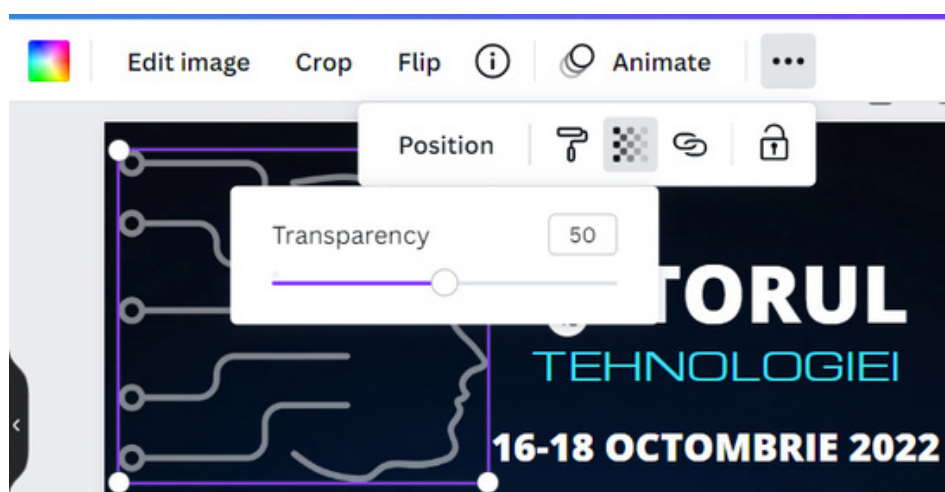 Edit image Crop Flip Animate
Position
Transparency 50
TORUL
TEHNOLOGIEI
16-18 OCTOMBRIE 2022